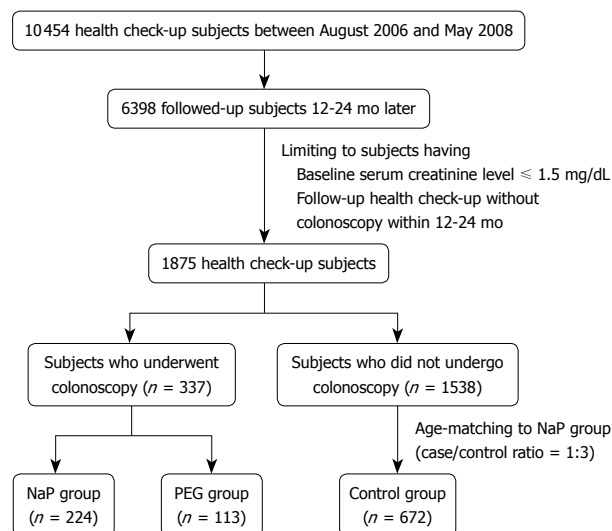 10454 health check-up subjects between August 2006 and May 2008
6398 followed-up subjects 12-24 mo later
Limiting to subjects having
Baseline serum creatinine level ≤ 1.5 mg/dL
Follow-up health check-up without
colonoscopy within 12-24 mo
1875 health check-up subjects
Subjects who underwent
colonoscopy (n = 337)
Subjects who did not undergo
colonoscopy (n = 1538)
Age-matching to NaP group
(case/control ratio = 1:3)
NaP group
(n = 224)
PEG group
(n = 113)
Control group
(n = 672)